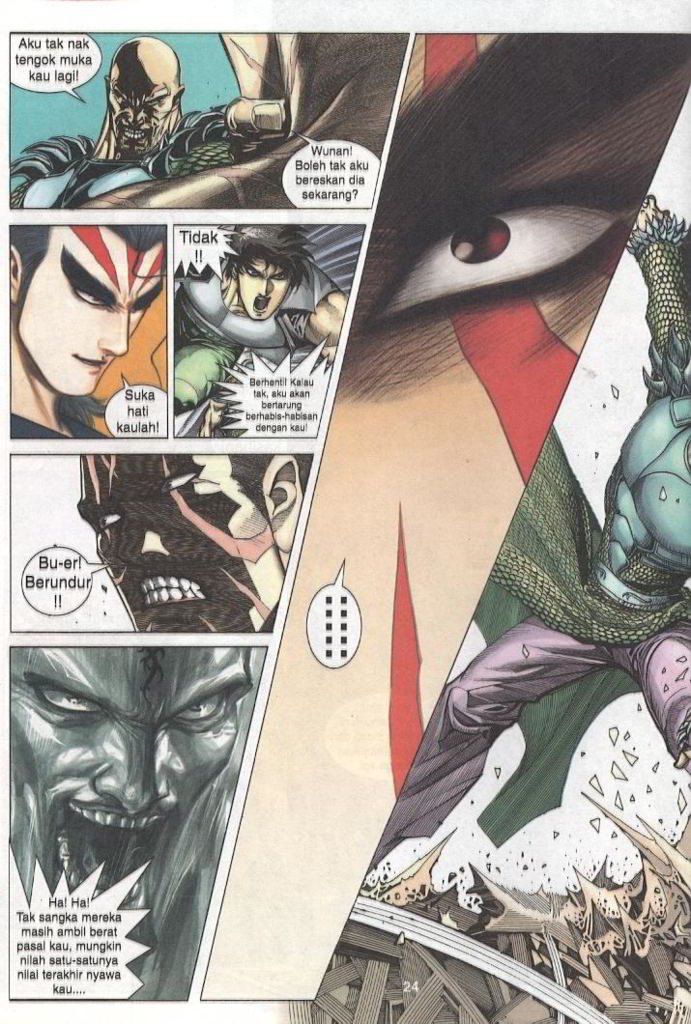 Aku tak nak
tengok muka
kau lagi!
Wunan!
Boleh tak aku
bereskan dia
sekarang?
Suka
hati
kaulah!
Tidak
!!
Berhenti! Kalau
tak, aku akan
bertarung
berhabis-habisan
dengan kau!
Bu-er!
Berundur
!!
Ha! Ha!
Tak sangka mereka
masih ambil berat
pasal kau, mungkin
nilah satu-satunya
nilai terakhir nyawa
kau....
24